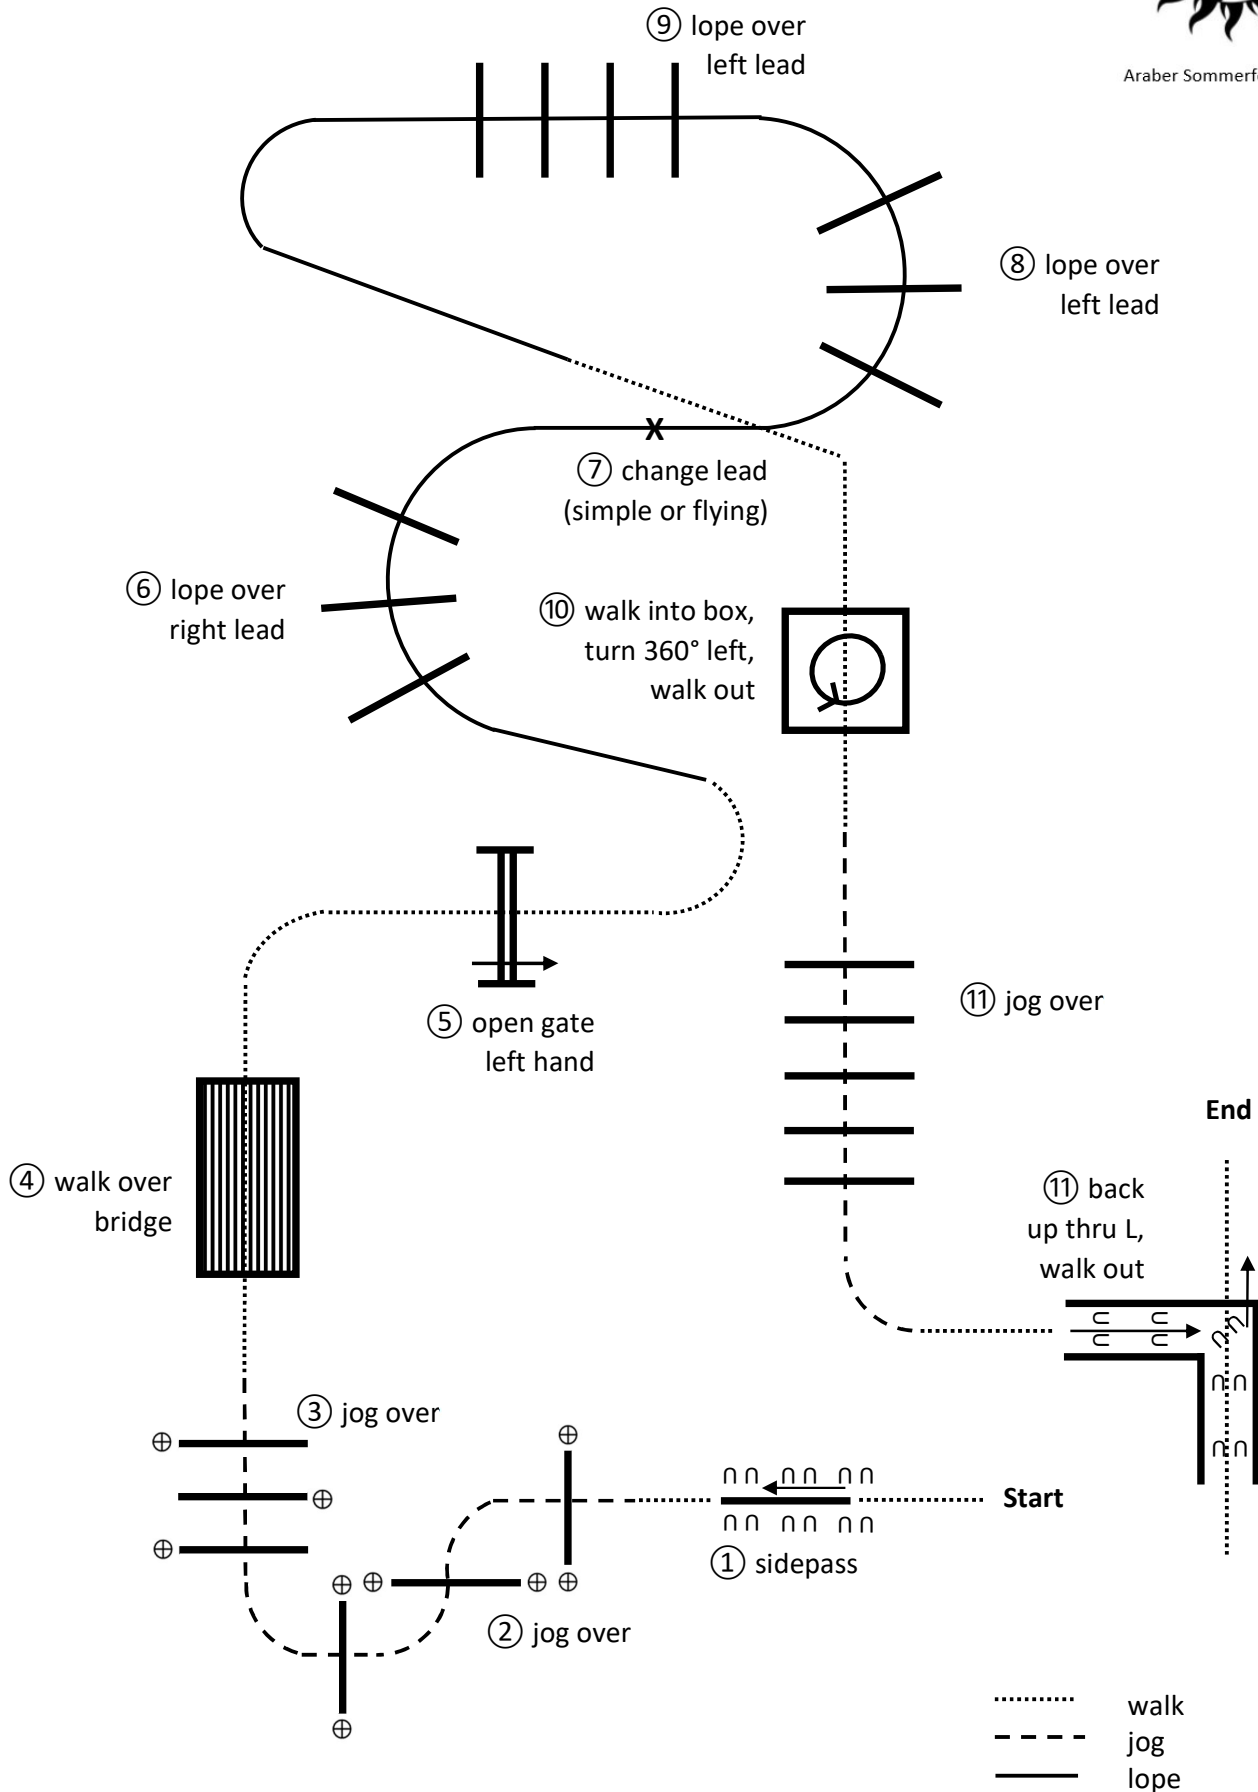 ⑨ lope over
left lead
Araber Sommerf
⑧ lope over
left lead
X
⑦ change lead
(simple or flying)
⑥ lope over
right lead
⑩ walk into box,
turn 360° left,
walk out
⑤ open gate
left hand
⑪ jog over
End
④ walk over
bridge
⑪ back
up thru L,
walk out
③ jog over
Start
① sidepass
② jog over
walk
jog
lope